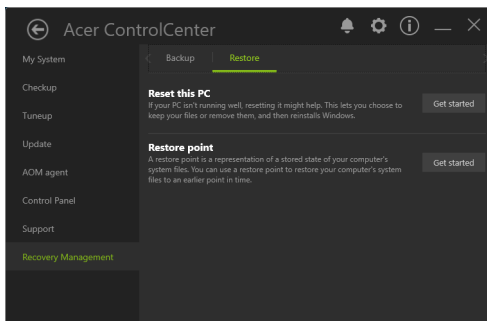 Acer ControlCenter
My System
Checkup
Tuneup
Update
AOM agent
Control Panel
Support
Recovery Management
Backup
Restore
Reset this PC
If your PC isn't running well, resetting it might help. This lets you choose to
keep your files or remove them, and then reinstalls Windows.
Get started
Restore point
A restore point is a representation of a stored state of your computer's
system files. You can use a restore point to restore your computer's system
files to an earlier point in time.
Get started